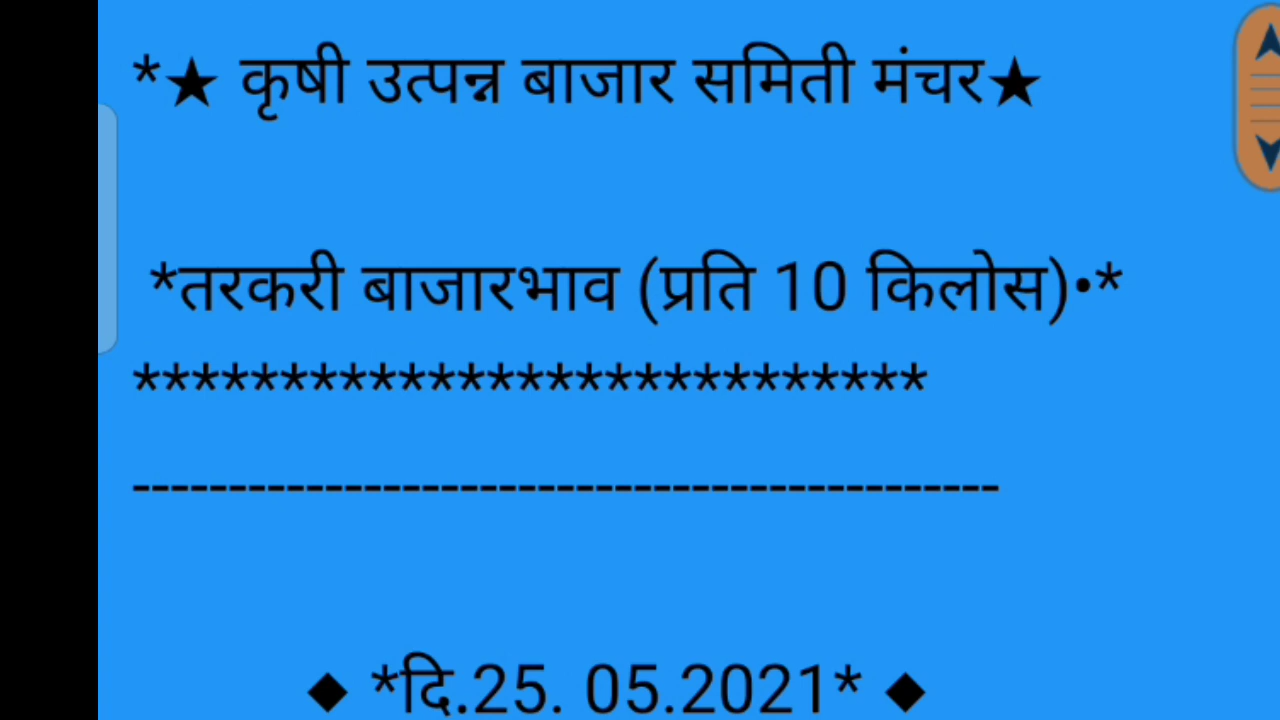 *★ कृषी उत्पन्न बाजार समिती मंचर★
*तरकरी बाजारभाव (प्रति 10 किलोस)•*
***************************
---------------------------------------------
◆ *दि.25. 05.2021* ◆